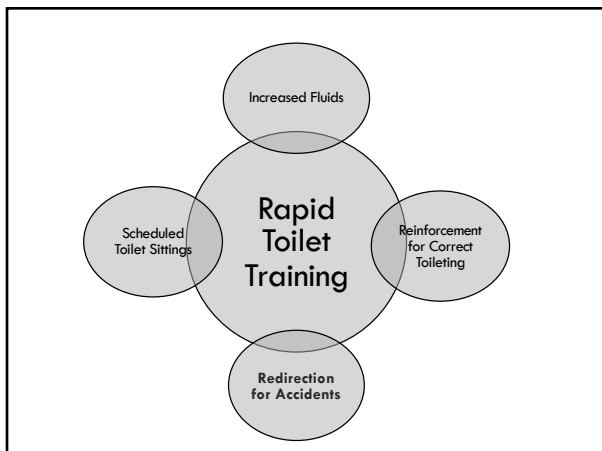 Increased Fluids
Scheduled
Toilet Sittings
Rapid
Toilet
Training
Reinforcement
for Correct
Toileting
Redirection
for Accidents